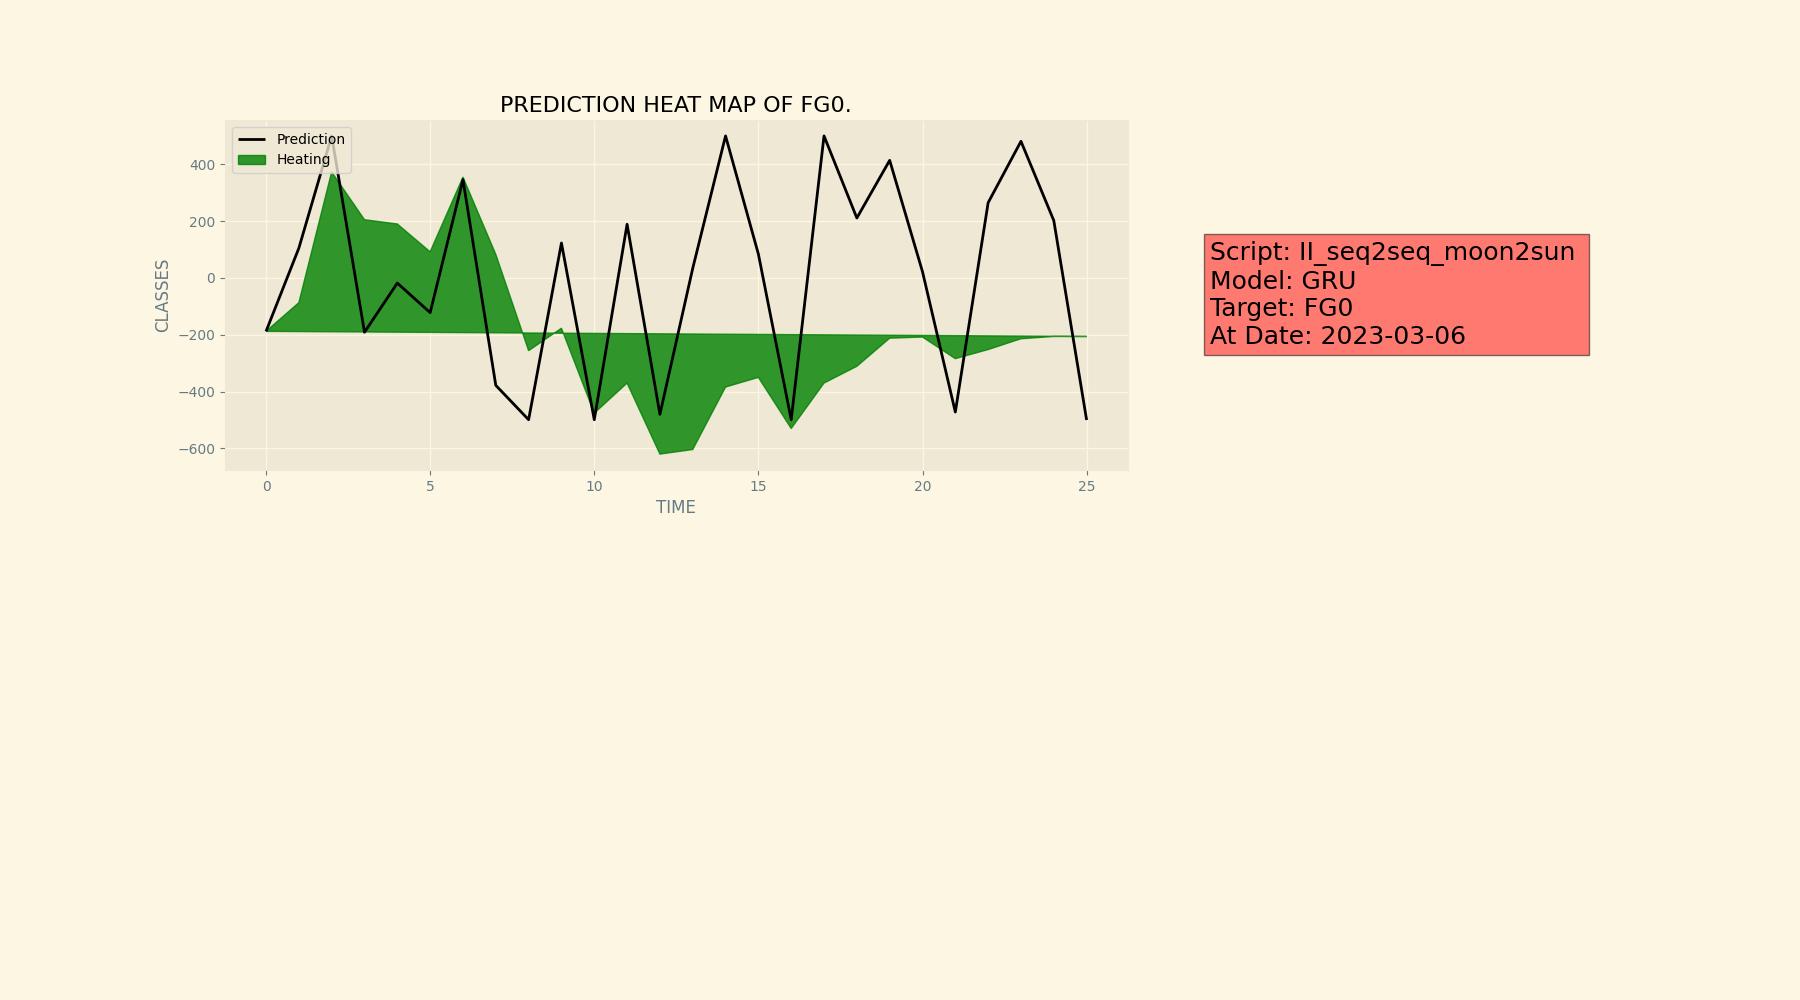 PREDICTION HEAT MAP OF FG0.
Prediction
Heating
400
200
0
−200
−400
−600
CLASSES
0 5 10 15 20 25
TIME
Script: II_seq2seq_moon2sun
Model: GRU
Target: FG0
At Date: 2023-03-06